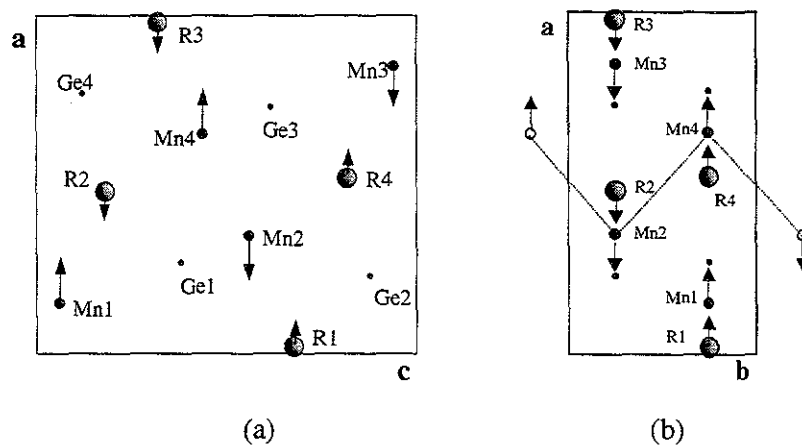 a
R3
Mn3
Ge4
Mn4
Ge3
R2
R4
Mn2
Ge1
Ge2
Mn1
R1
c
(a)
a
R3
Mn3
Mn4
R2
R4
Mn2
Mn1
R1
b
(b)